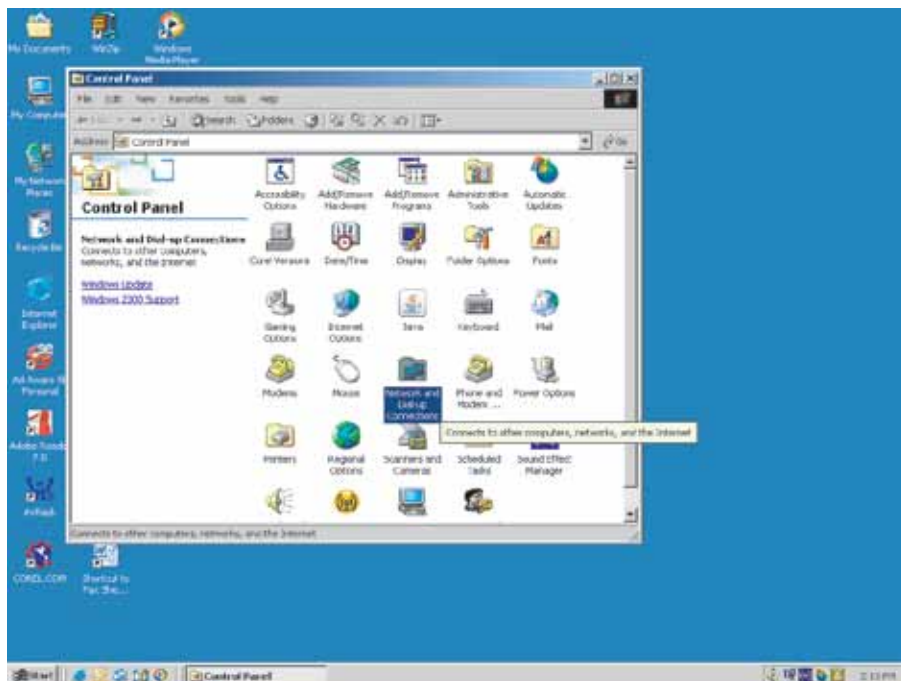 My Documents
WinZip
Windows
Media Player
Control Panel
File Edit View Favorites Tools Help
Search Folders
Address Control Panel
Go
My Computer
My Network
Places
Recycle Bin
Internet
Explorer
Personal
COREL.COM
Shortcut to
Control Panel
Network and Dial-up Connections
Connects to other computers,
networks, and the Internet
Windows Update
Windows 2000 Support
Accessibility
Options
Add/Remove
Hardware
Add/Remove
Programs
Administrative
Tools
Automatic
Updates
Date/Time
Display
Folder Options
Fonts
Gaming
Options
Internet
Options
Java
Keyboard
Mail
Modems
Mouse
Network and
Dial-up
Connections
Phone and
Modem ...
Power Options
Connects to other computers, networks, and the Internet
Printers
Regional
Options
Scanners and
Cameras
Scheduled
Tasks
Sound Effect
Manager
Connects to other computers, networks, and the Internet
Start
Control Panel